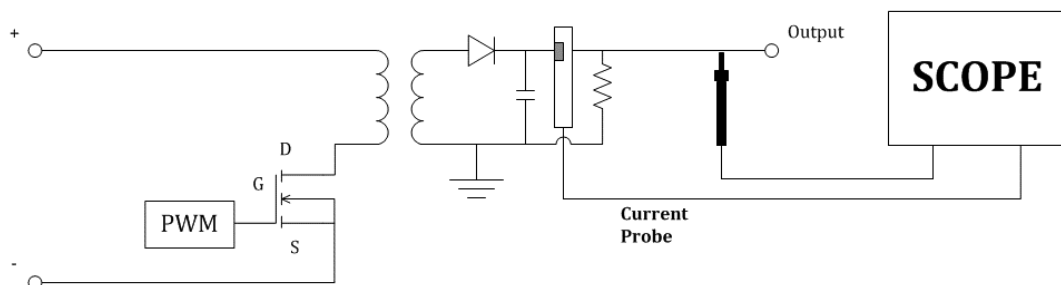 +
Output
SCOPE
D
G
PWM
S
Current
Probe
-